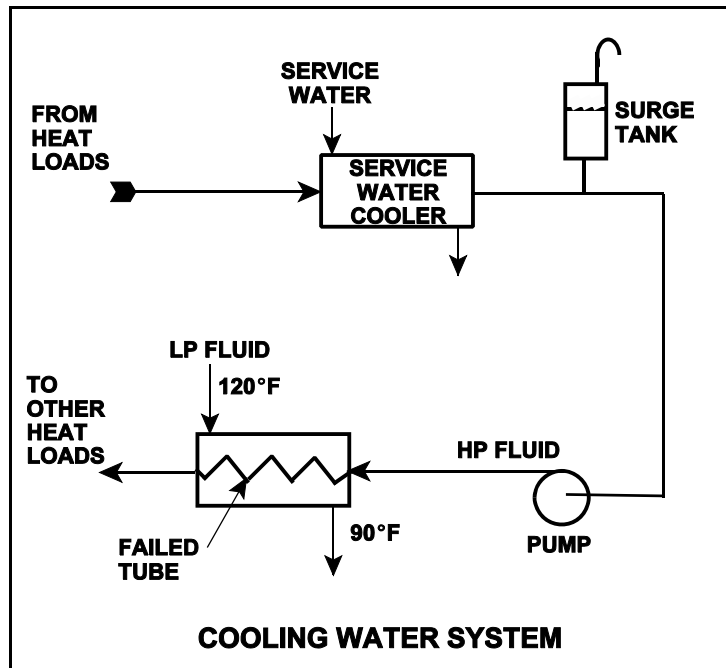 SERVICE
WATER
FROM
HEAT
LOADS
SURGE
TANK
SERVICE
WATER
COOLER
LP FLUID
120°F
TO
OTHER
HEAT
LOADS
HP FLUID
90°F
FAILED
TUBE
PUMP
COOLING WATER SYSTEM